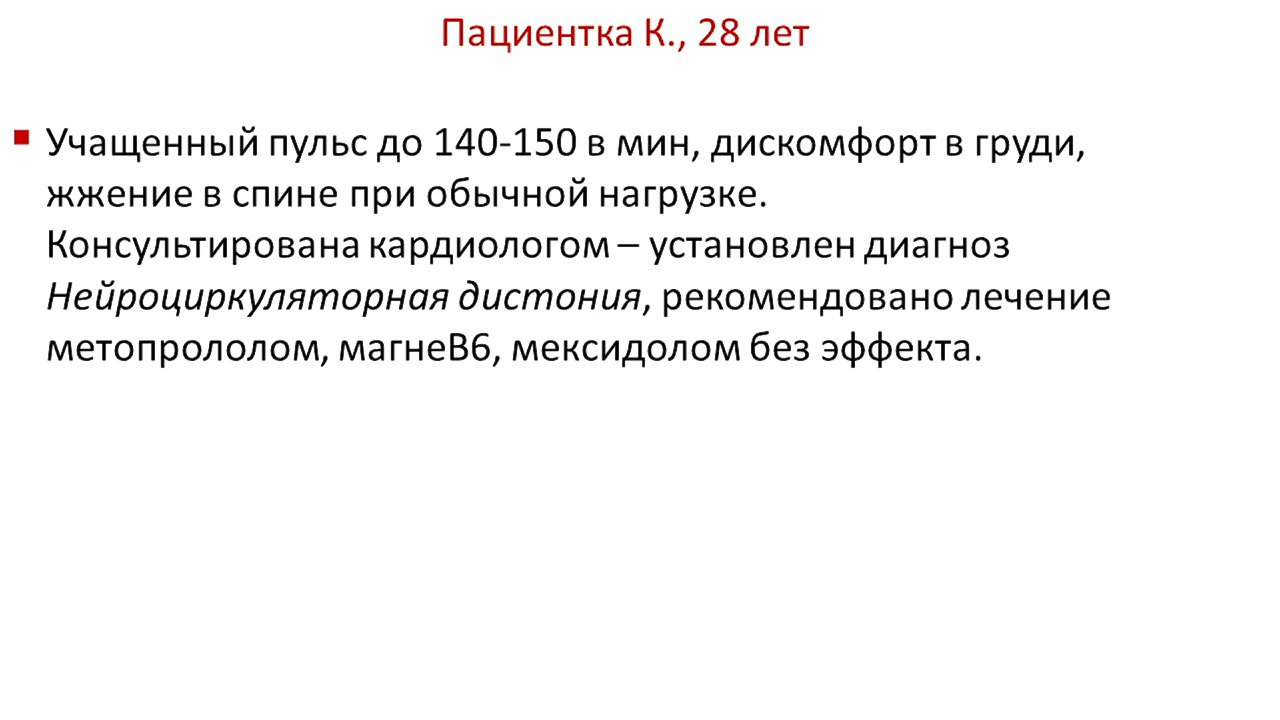 Пациентка К., 28 лет
Учащенный пульс до 140-150 в мин, дискомфорт в груди,
жжение в спине при обычной нагрузке.
Консультирована кардиологом – установлен диагноз
Нейроциркуляторная дистония, рекомендовано лечение
метопрололом, магнеВ6, мексидолом без эффекта.